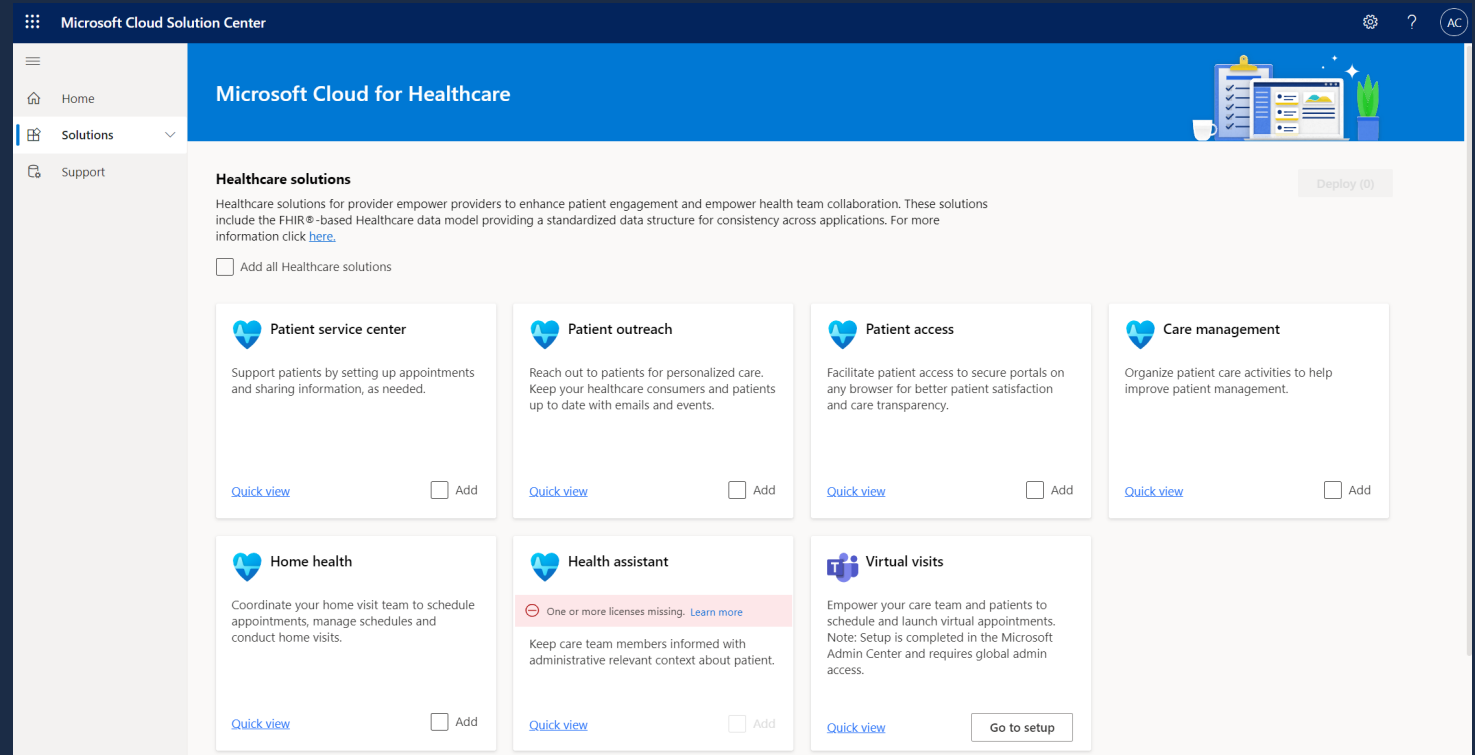 Microsoft Cloud Solution Center
?
AC
Home
Solutions
Support
Microsoft Cloud for Healthcare
Healthcare solutions
Deploy (0)
Healthcare solutions for provider empower providers to enhance patient engagement and empower health team collaboration. These solutions
include the FHIR®-based Healthcare data model providing a standardized data structure for consistency across applications. For more
information click here.
Add all Healthcare solutions
Patient service center
Support patients by setting up appointments
and sharing information, as needed.
Quick view
Add
Patient outreach
Reach out to patients for personalized care.
Keep your healthcare consumers and patients
up to date with emails and events.
Quick view
Add
Patient access
Facilitate patient access to secure portals on
any browser for better patient satisfaction
and care transparency.
Quick view
Add
Care management
Organize patient care activities to help
improve patient management.
Quick view
Add
Home health
Coordinate your home visit team to schedule
appointments, manage schedules and
conduct home visits.
Quick view
Add
Health assistant
One or more licenses missing. Learn more
Keep care team members informed with
administrative relevant context about patient.
Quick view
Add
T
Virtual visits
Empower your care team and patients to
schedule and launch virtual appointments.
Note: Setup is completed in the Microsoft
Admin Center and requires global admin
access.
Quick view
Go to setup